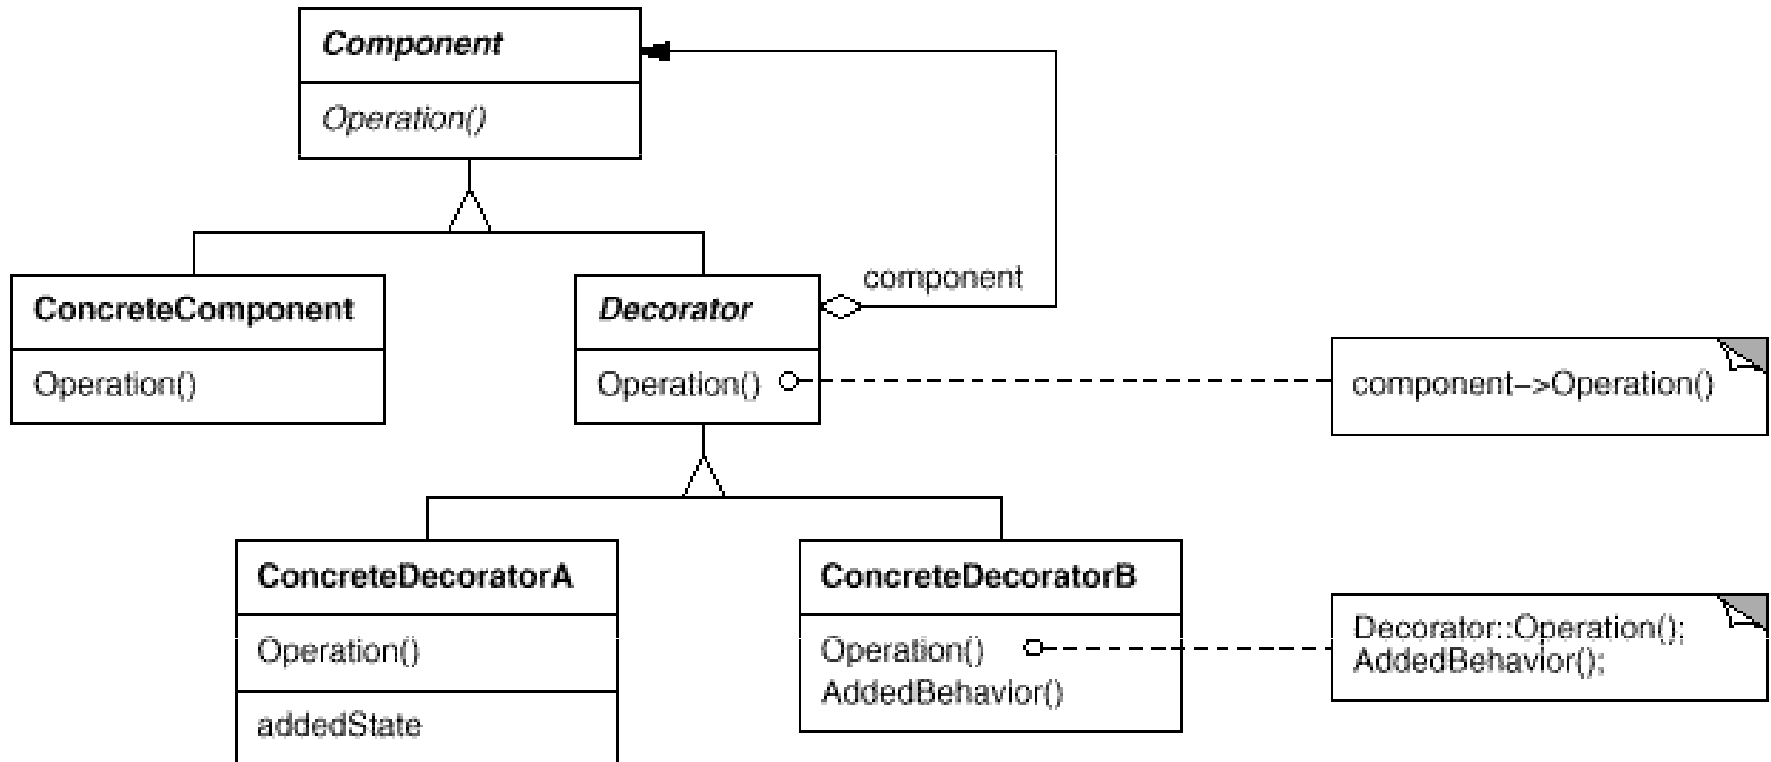 Component
Operation()
component
ConcreteComponent
Operation()
Decorator
Operation()
component–>Operation()
ConcreteDecoratorA
Operation()
addedState
ConcreteDecoratorB
Operation()
AddedBehavior()
Decorator::Operation();
AddedBehavior();